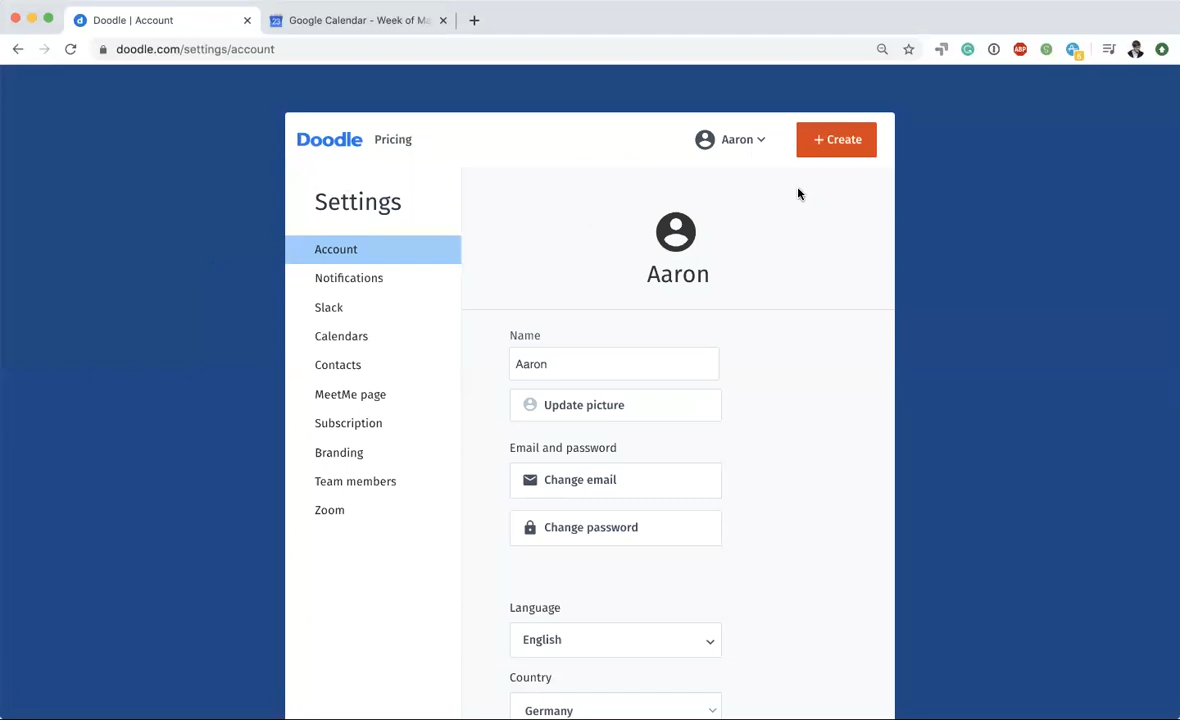 Doodle | Account
Google Calendar - Week of Ma
doodle.com/settings/account
Doodle
Pricing
Aaron
+ Create
Settings
Account
Notifications
Slack
Calendars
Contacts
MeetMe page
Subscription
Branding
Team members
Zoom
Aaron
Name
Aaron
Update picture
Email and password
Change email
Change password
Language
English
Country
Germany